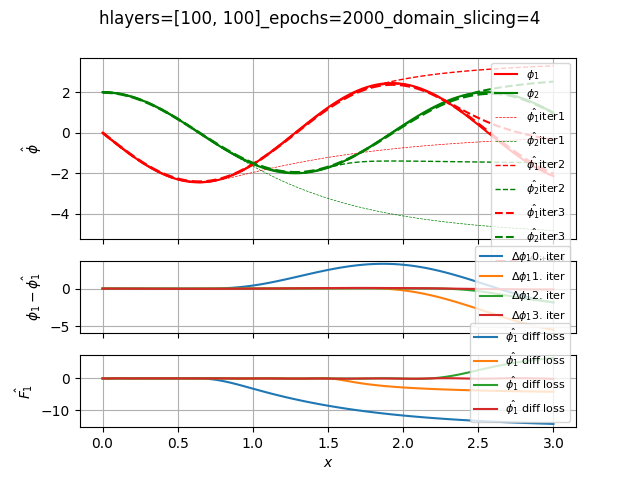 hlayers=[100, 100]_epochs=2000_domain_slicing=4
2
0
−2
−4
ϕ̂
ϕ₁
ϕ₂
ϕ̂₁iter1
ϕ̂₂iter1
ϕ̂₁iter2
ϕ̂₂iter2
ϕ̂₁iter3
ϕ̂₂iter3
0
−5
ϕ₁ − ϕ̂₁
Δϕ₁0. iter
Δϕ₁1. iter
Δϕ₁2. iter
Δϕ₁3. iter
0
−10
F̂₁
ϕ̂₁ diff loss
ϕ̂₁ diff loss
ϕ̂₁ diff loss
ϕ̂₁ diff loss
0.0 0.5 1.0 1.5 2.0 2.5 3.0
x